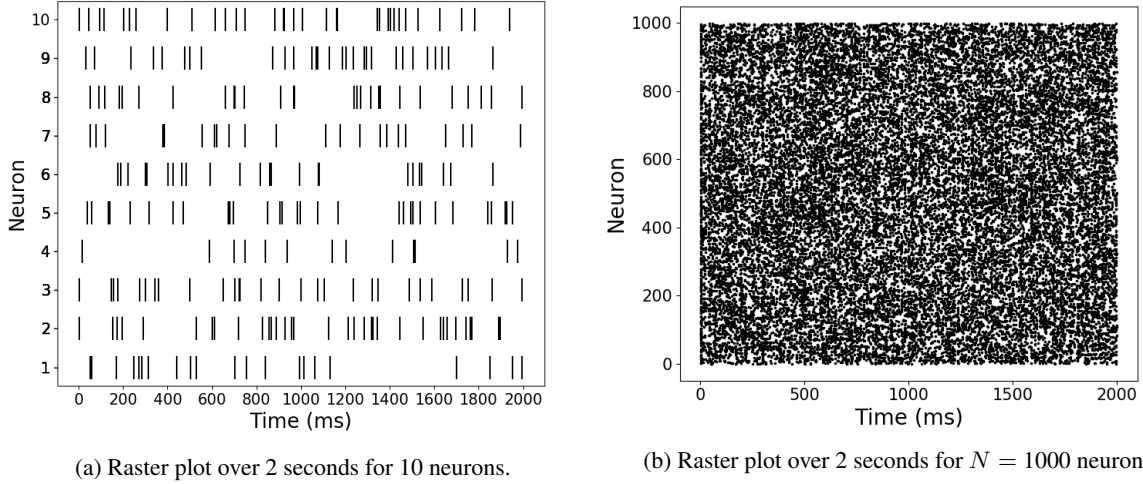 10
9
8
7
6
5
4
3
2
1
Neuron
0 200 400 600 800 1000 1200 1400 1600 1800 2000
Time (ms)
(a) Raster plot over 2 seconds for 10 neurons.
1000
800
600
400
200
0
Neuron
0 500 1000 1500 2000
Time (ms)
(b) Raster plot over 2 seconds for N = 1000 neuron